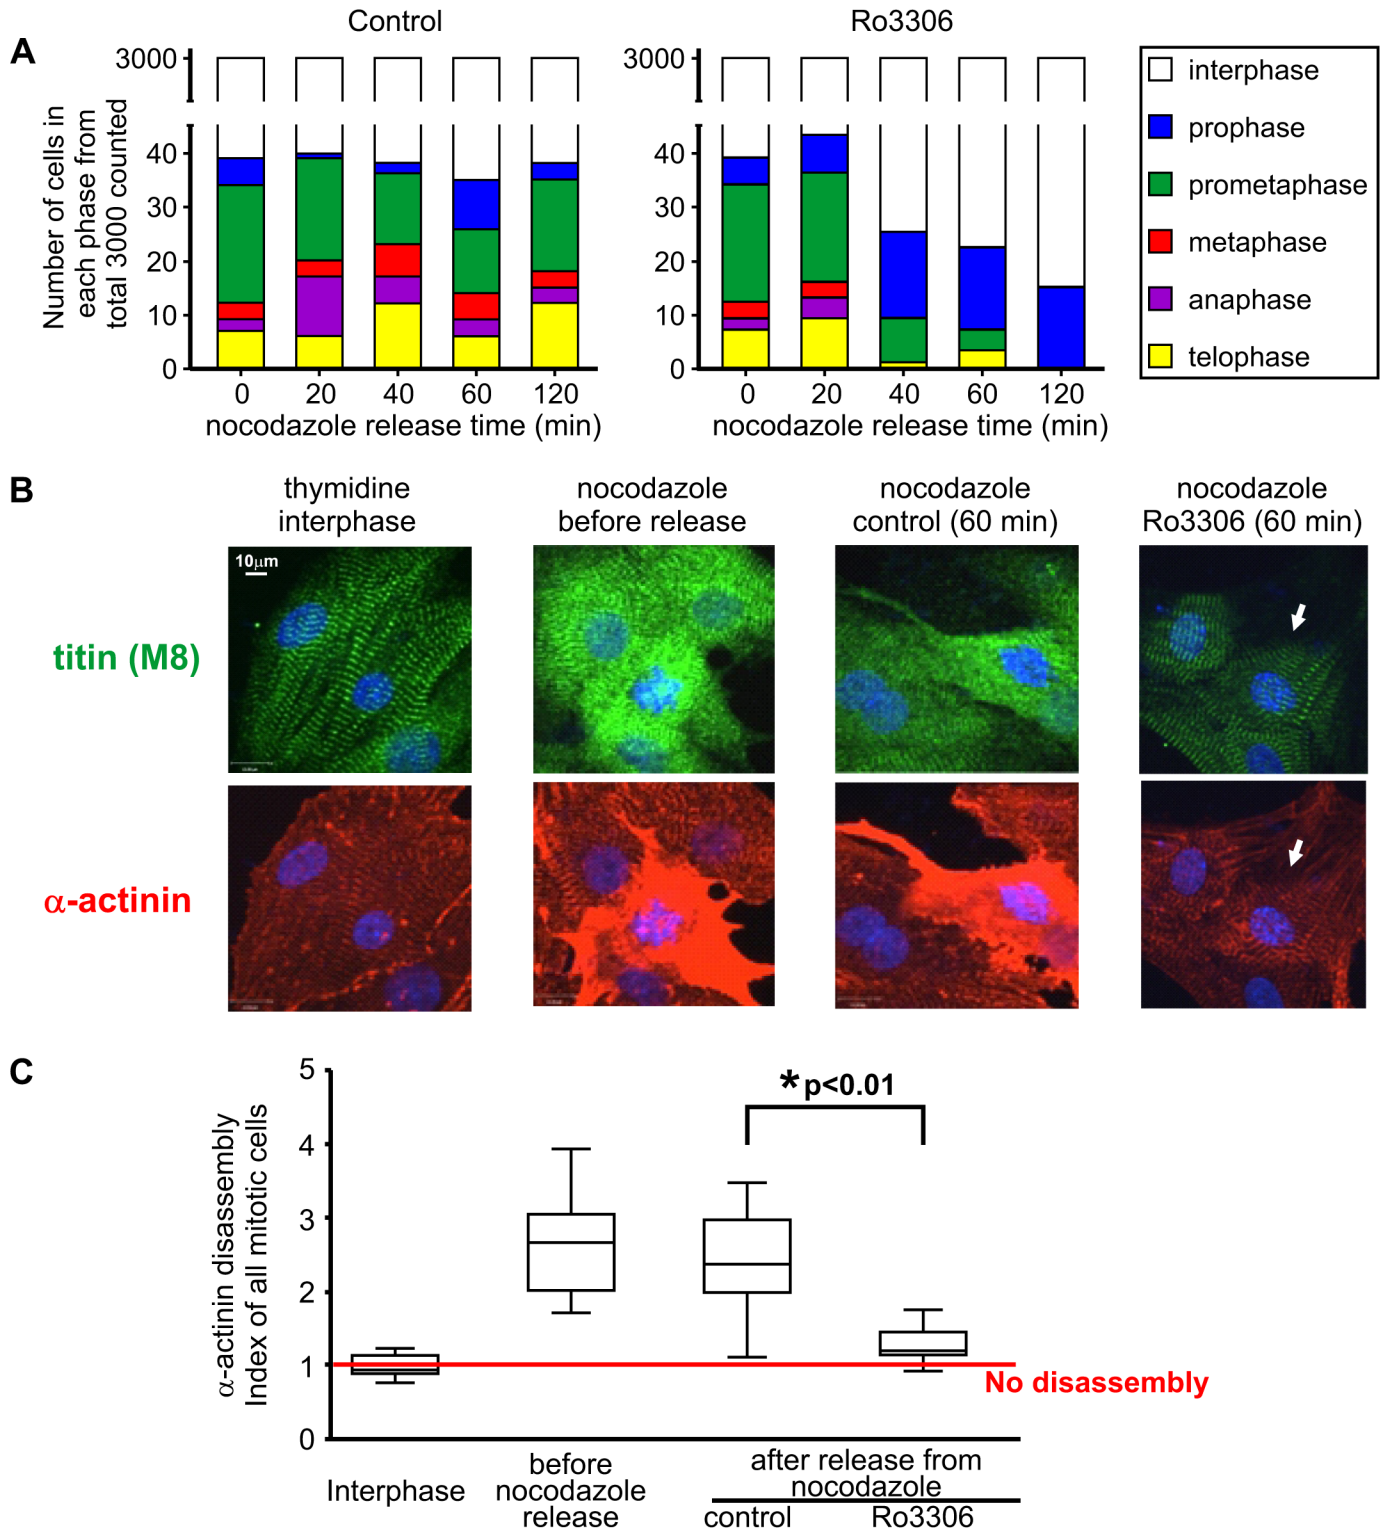 Control
Ro3306
A
3000
40
30
20
10
0
Number of cells in
each phase from
total 3000 counted
0 20 40 60 120
nocodazole release time (min)
3000
40
30
20
10
0
0 20 40 60 120
nocodazole release time (min)
interphase
prophase
prometaphase
metaphase
anaphase
telophase
B
thymidine
interphase
nocodazole
before release
nocodazole
control (60 min)
nocodazole
Ro3306 (60 min)
10μm
titin (M8)
α-actinin
C
5
4
3
2
1
0
α-actinin disassembly
Index of all mitotic cells
* p<0.01
No disassembly
Interphase
before
nocodazole
release
after release from
nocodazole
control
Ro3306